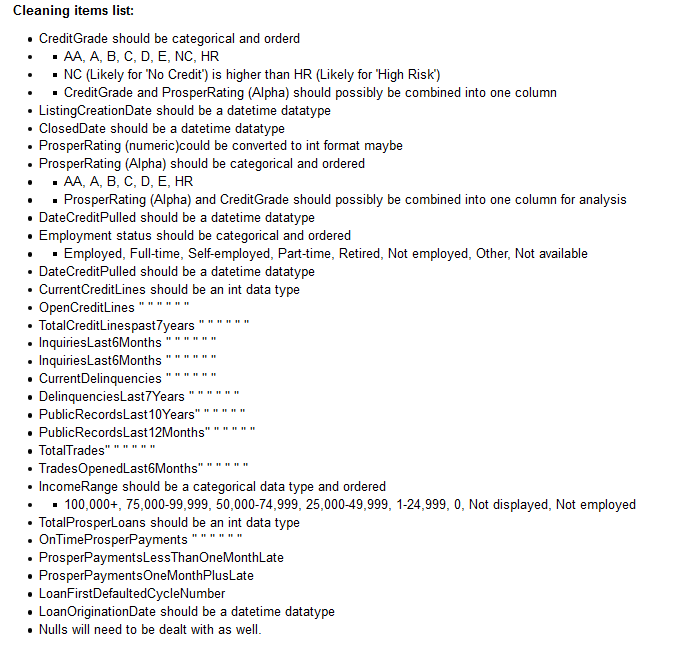 Cleaning items list:
• CreditGrade should be categorical and orderd
• ▪ AA, A, B, C, D, E, NC, HR
• ▪ NC (Likely for 'No Credit') is higher than HR (Likely for 'High Risk')
• ▪ CreditGrade and ProsperRating (Alpha) should possibly be combined into one column
• ListingCreationDate should be a datetime datatype
• ClosedDate should be a datetime datatype
• ProsperRating (numeric)could be converted to int format maybe
• ProsperRating (Alpha) should be categorical and ordered
• ▪ AA, A, B, C, D, E, HR
• ▪ ProsperRating (Alpha) and CreditGrade should possibly be combined into one column for analysis
• DateCreditPulled should be a datetime datatype
• Employment status should be categorical and ordered
• ▪ Employed, Full-time, Self-employed, Part-time, Retired, Not employed, Other, Not available
• DateCreditPulled should be a datetime datatype
• CurrentCreditLines should be an int data type
• OpenCreditLines " " " " " "
• TotalCreditLinespast7years " " " " " "
• InquiriesLast6Months " " " " " "
• InquiriesLast6Months " " " " " "
• CurrentDelinquencies " " " " " "
• DelinquenciesLast7Years " " " " " "
• PublicRecordsLast10Years" " " " " "
• PublicRecordsLast12Months" " " " " "
• TotalTrades" " " " " "
• TradesOpenedLast6Months" " " " " "
• IncomeRange should be a categorical data type and ordered
• ▪ 100,000+, 75,000-99,999, 50,000-74,999, 25,000-49,999, 1-24,999, 0, Not displayed, Not employed
• TotalProsperLoans should be an int data type
• OnTimeProsperPayments " " " " " "
• ProsperPaymentsLessThanOneMonthLate
• ProsperPaymentsOneMonthPlusLate
• LoanFirstDefaultedCycleNumber
• LoanOriginationDate should be a datetime datatype
• Nulls will need to be dealt with as well.